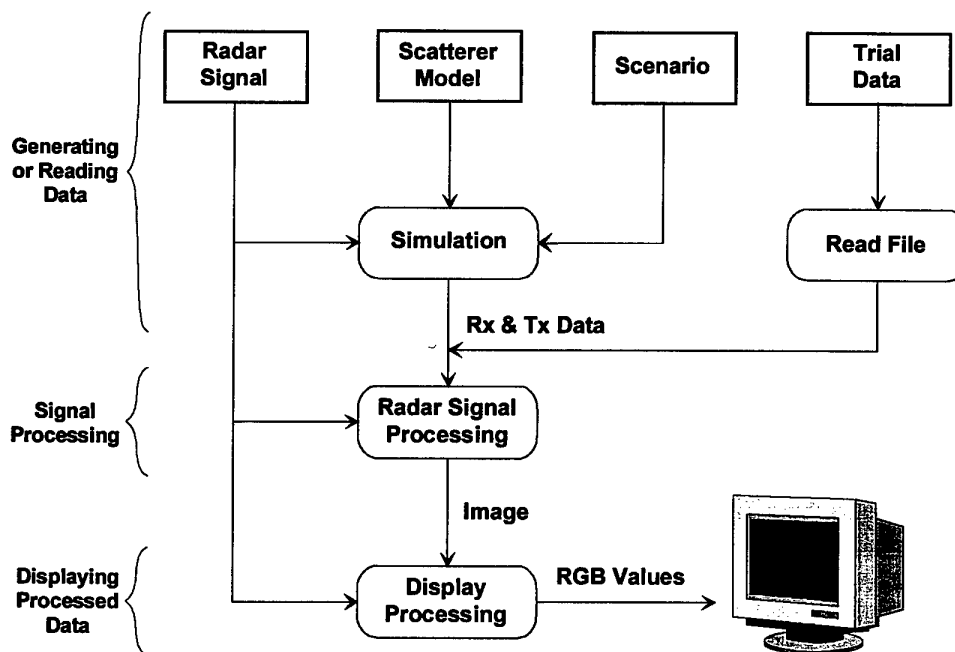 Radar
Signal
Scatterer
Model
Scenario
Trial
Data
Generating
or Reading
Data
Simulation
Read File
Rx & Tx Data
Signal
Processing
Radar Signal
Processing
Image
Displaying
Processed
Data
Display
Processing
RGB Values